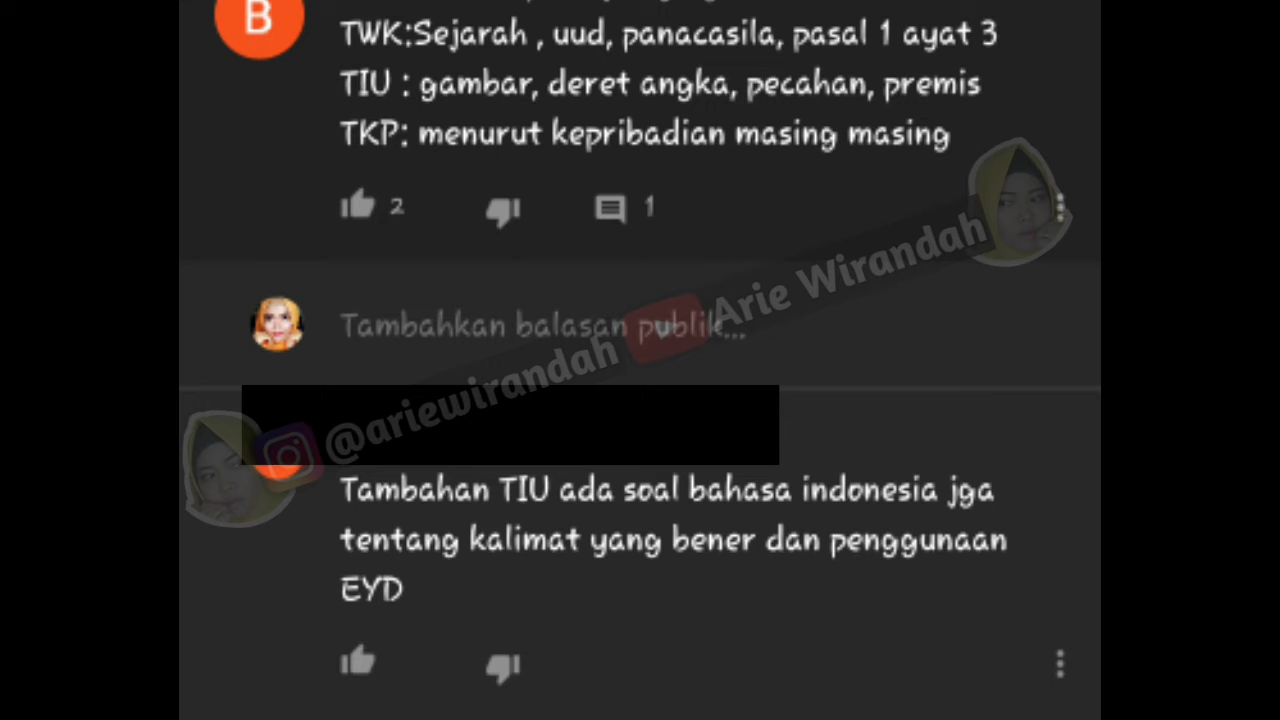 B
TWK:Sejarah , uud, panacasila, pasal 1 ayat 3
TIU : gambar, deret angka, pecahan, premis
TKP: menurut kepribadian masing masing
2
1
Arie Wirandah
Tambahkan balasan publik...
@ariewirandah
Tambahan TIU ada soal bahasa indonesia jga
tentang kalimat yang bener dan penggunaan
EYD